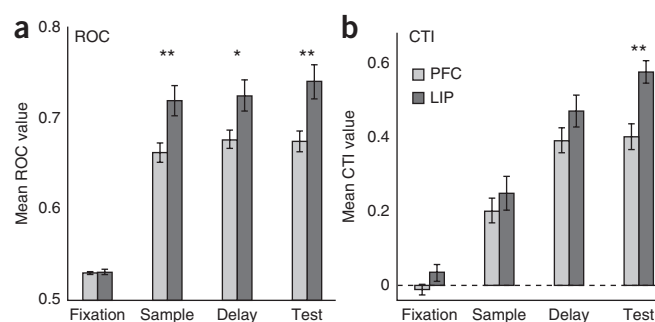 a
ROC
Mean ROC value
0.8
0.7
0.6
0.5
** * **
Fixation Sample Delay Test
b
CTI
PFC
LIP
Mean CTI value
0.6
0.4
0.2
0
**
Fixation Sample Delay Test